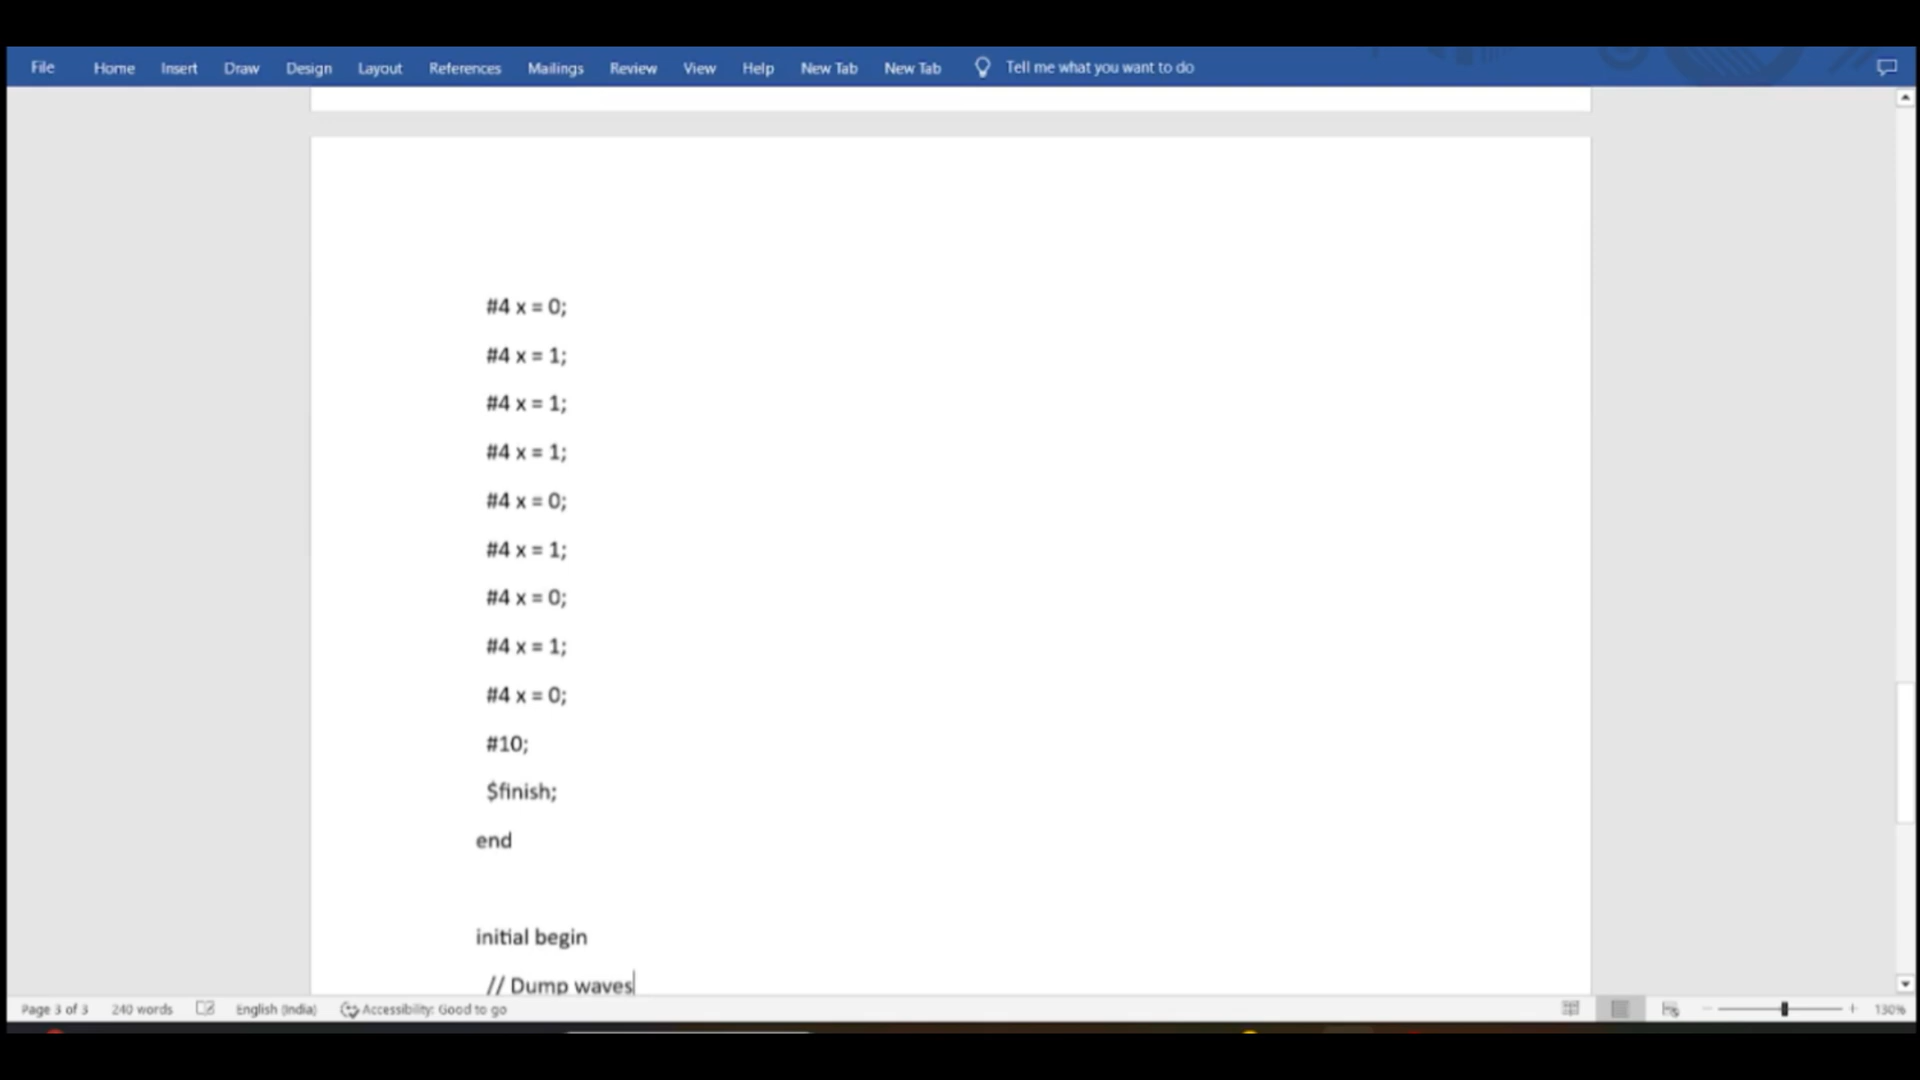 File Home Insert Draw Design Layout References Mailings Review View Help New Tab New Tab Tell me what you want to do
#4 x = 0;
#4 x = 1;
#4 x = 1;
#4 x = 1;
#4 x = 0;
#4 x = 1;
#4 x = 0;
#4 x = 1;
#4 x = 0;
#10;
$finish;
end
initial begin
// Dump waves
Page 3 of 3 240 words English (India) Accessibility: Good to go 130%